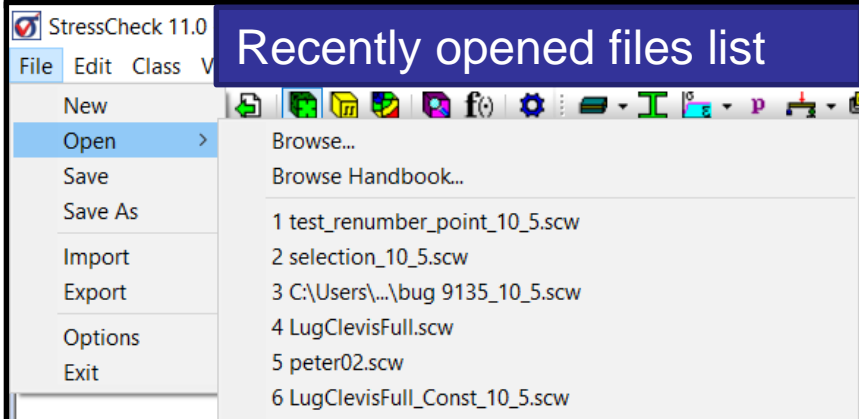 StressCheck 11.0
Recently opened files list
File Edit Class V
New
Open >
Save
Save As
Import
Export
Options
Exit
Browse...
Browse Handbook...
1 test_renumber_point_10_5.scw
2 selection_10_5.scw
3 C:\Users\...\bug 9135_10_5.scw
4 LugClevisFull.scw
5 peter02.scw
6 LugClevisFull_Const_10_5.scw